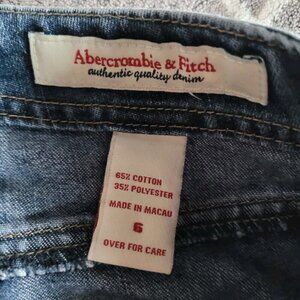 Abercrombie & Fitch
authentic quality denim
65% COTTON
35% POLYESTER
MADE IN MACAU
6
OVER FOR CARE